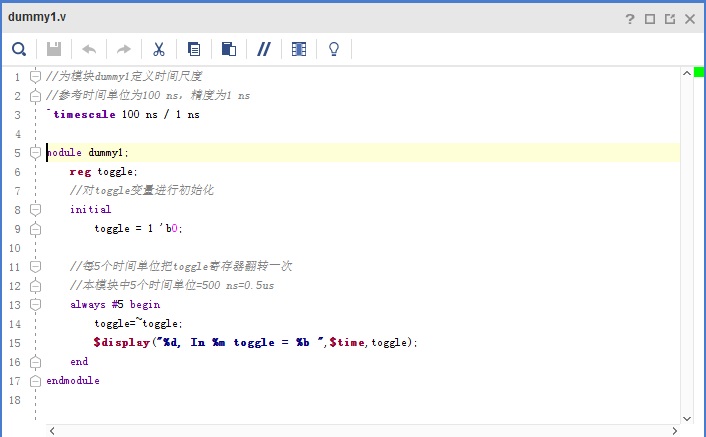 dummy1.v
1 //为模块dummy1定义时间尺度
2 //参考时间单位为100 ns，精度为1 ns
3 `timescale 100 ns / 1 ns
4
5 module dummy1;
6 reg toggle;
7 //对toggle变量进行初始化
8 initial
9 toggle = 1 'b0;
10
11 //每5个时间单位把toggle寄存器翻转一次
12 //本模块中5个时间单位=500 ns=0.5us
13 always #5 begin
14 toggle=~toggle;
15 $display("%d, In %m toggle = %b ",$time,toggle);
16 end
17 endmodule
18